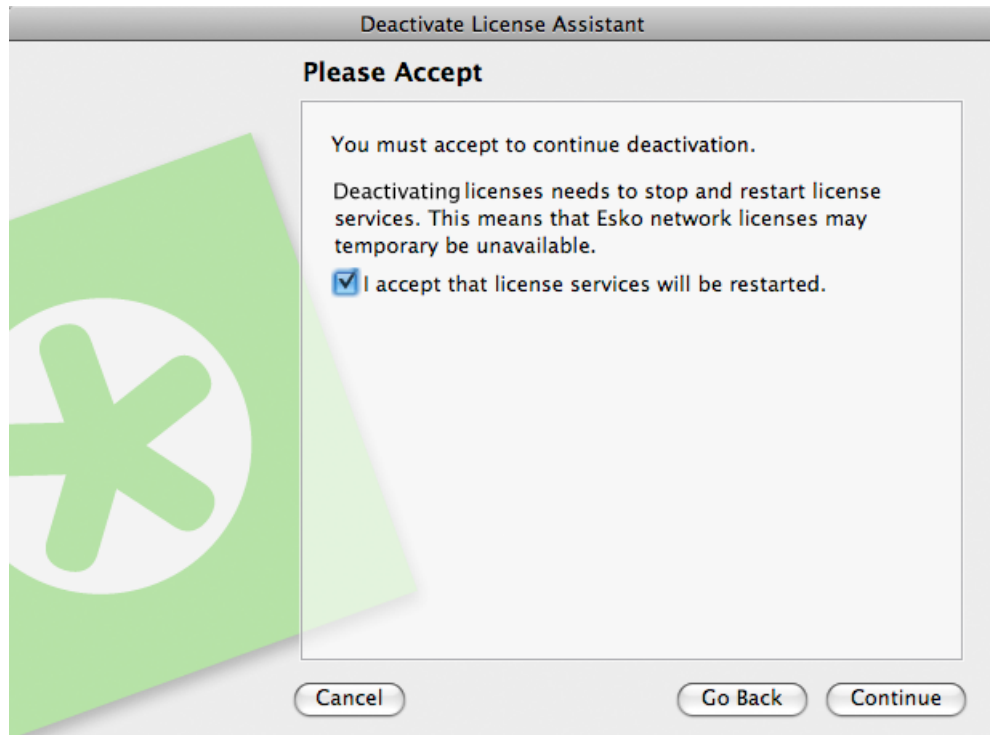 Deactivate License Assistant
Please Accept
You must accept to continue deactivation.
Deactivating licenses needs to stop and restart license
services. This means that Esko network licenses may
temporary be unavailable.
I accept that license services will be restarted.
Cancel
Go Back
Continue